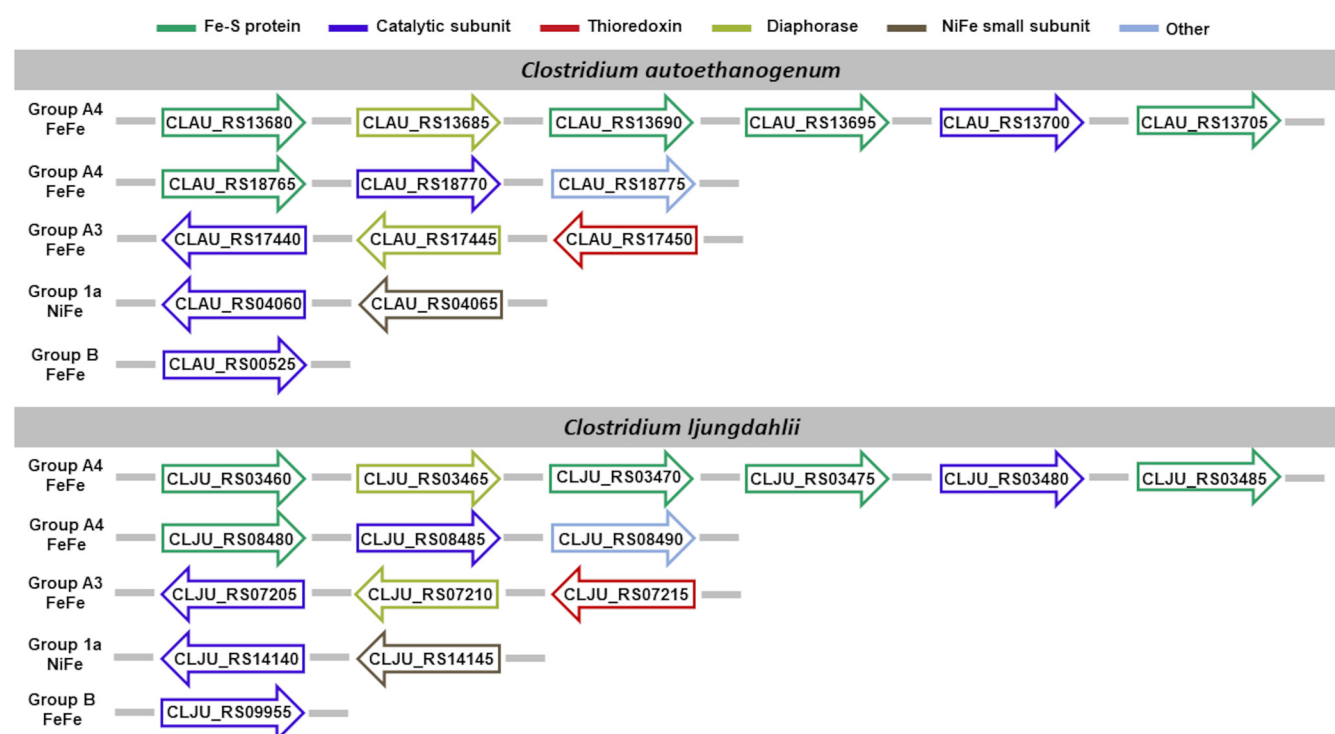 Fe-S protein Catalytic subunit Thioredoxin Diaphorase NiFe small subunit Other
Clostridium autoethanogenum
Group A4
FeFe
CLAU_RS13680 CLAU_RS13685 CLAU_RS13690 CLAU_RS13695 CLAU_RS13700 CLAU_RS13705
Group A4
FeFe
CLAU_RS18765 CLAU_RS18770 CLAU_RS18775
Group A3
FeFe
CLAU_RS17440 CLAU_RS17445 CLAU_RS17450
Group 1a
NiFe
CLAU_RS04060 CLAU_RS04065
Group B
FeFe
CLAU_RS00525
Clostridium ljungdahlii
Group A4
FeFe
CLJU_RS03460 CLJU_RS03465 CLJU_RS03470 CLJU_RS03475 CLJU_RS03480 CLJU_RS03485
Group A4
FeFe
CLJU_RS08480 CLJU_RS08485 CLJU_RS08490
Group A3
FeFe
CLJU_RS07205 CLJU_RS07210 CLJU_RS07215
Group 1a
NiFe
CLJU_RS14140 CLJU_RS14145
Group B
FeFe
CLJU_RS09955